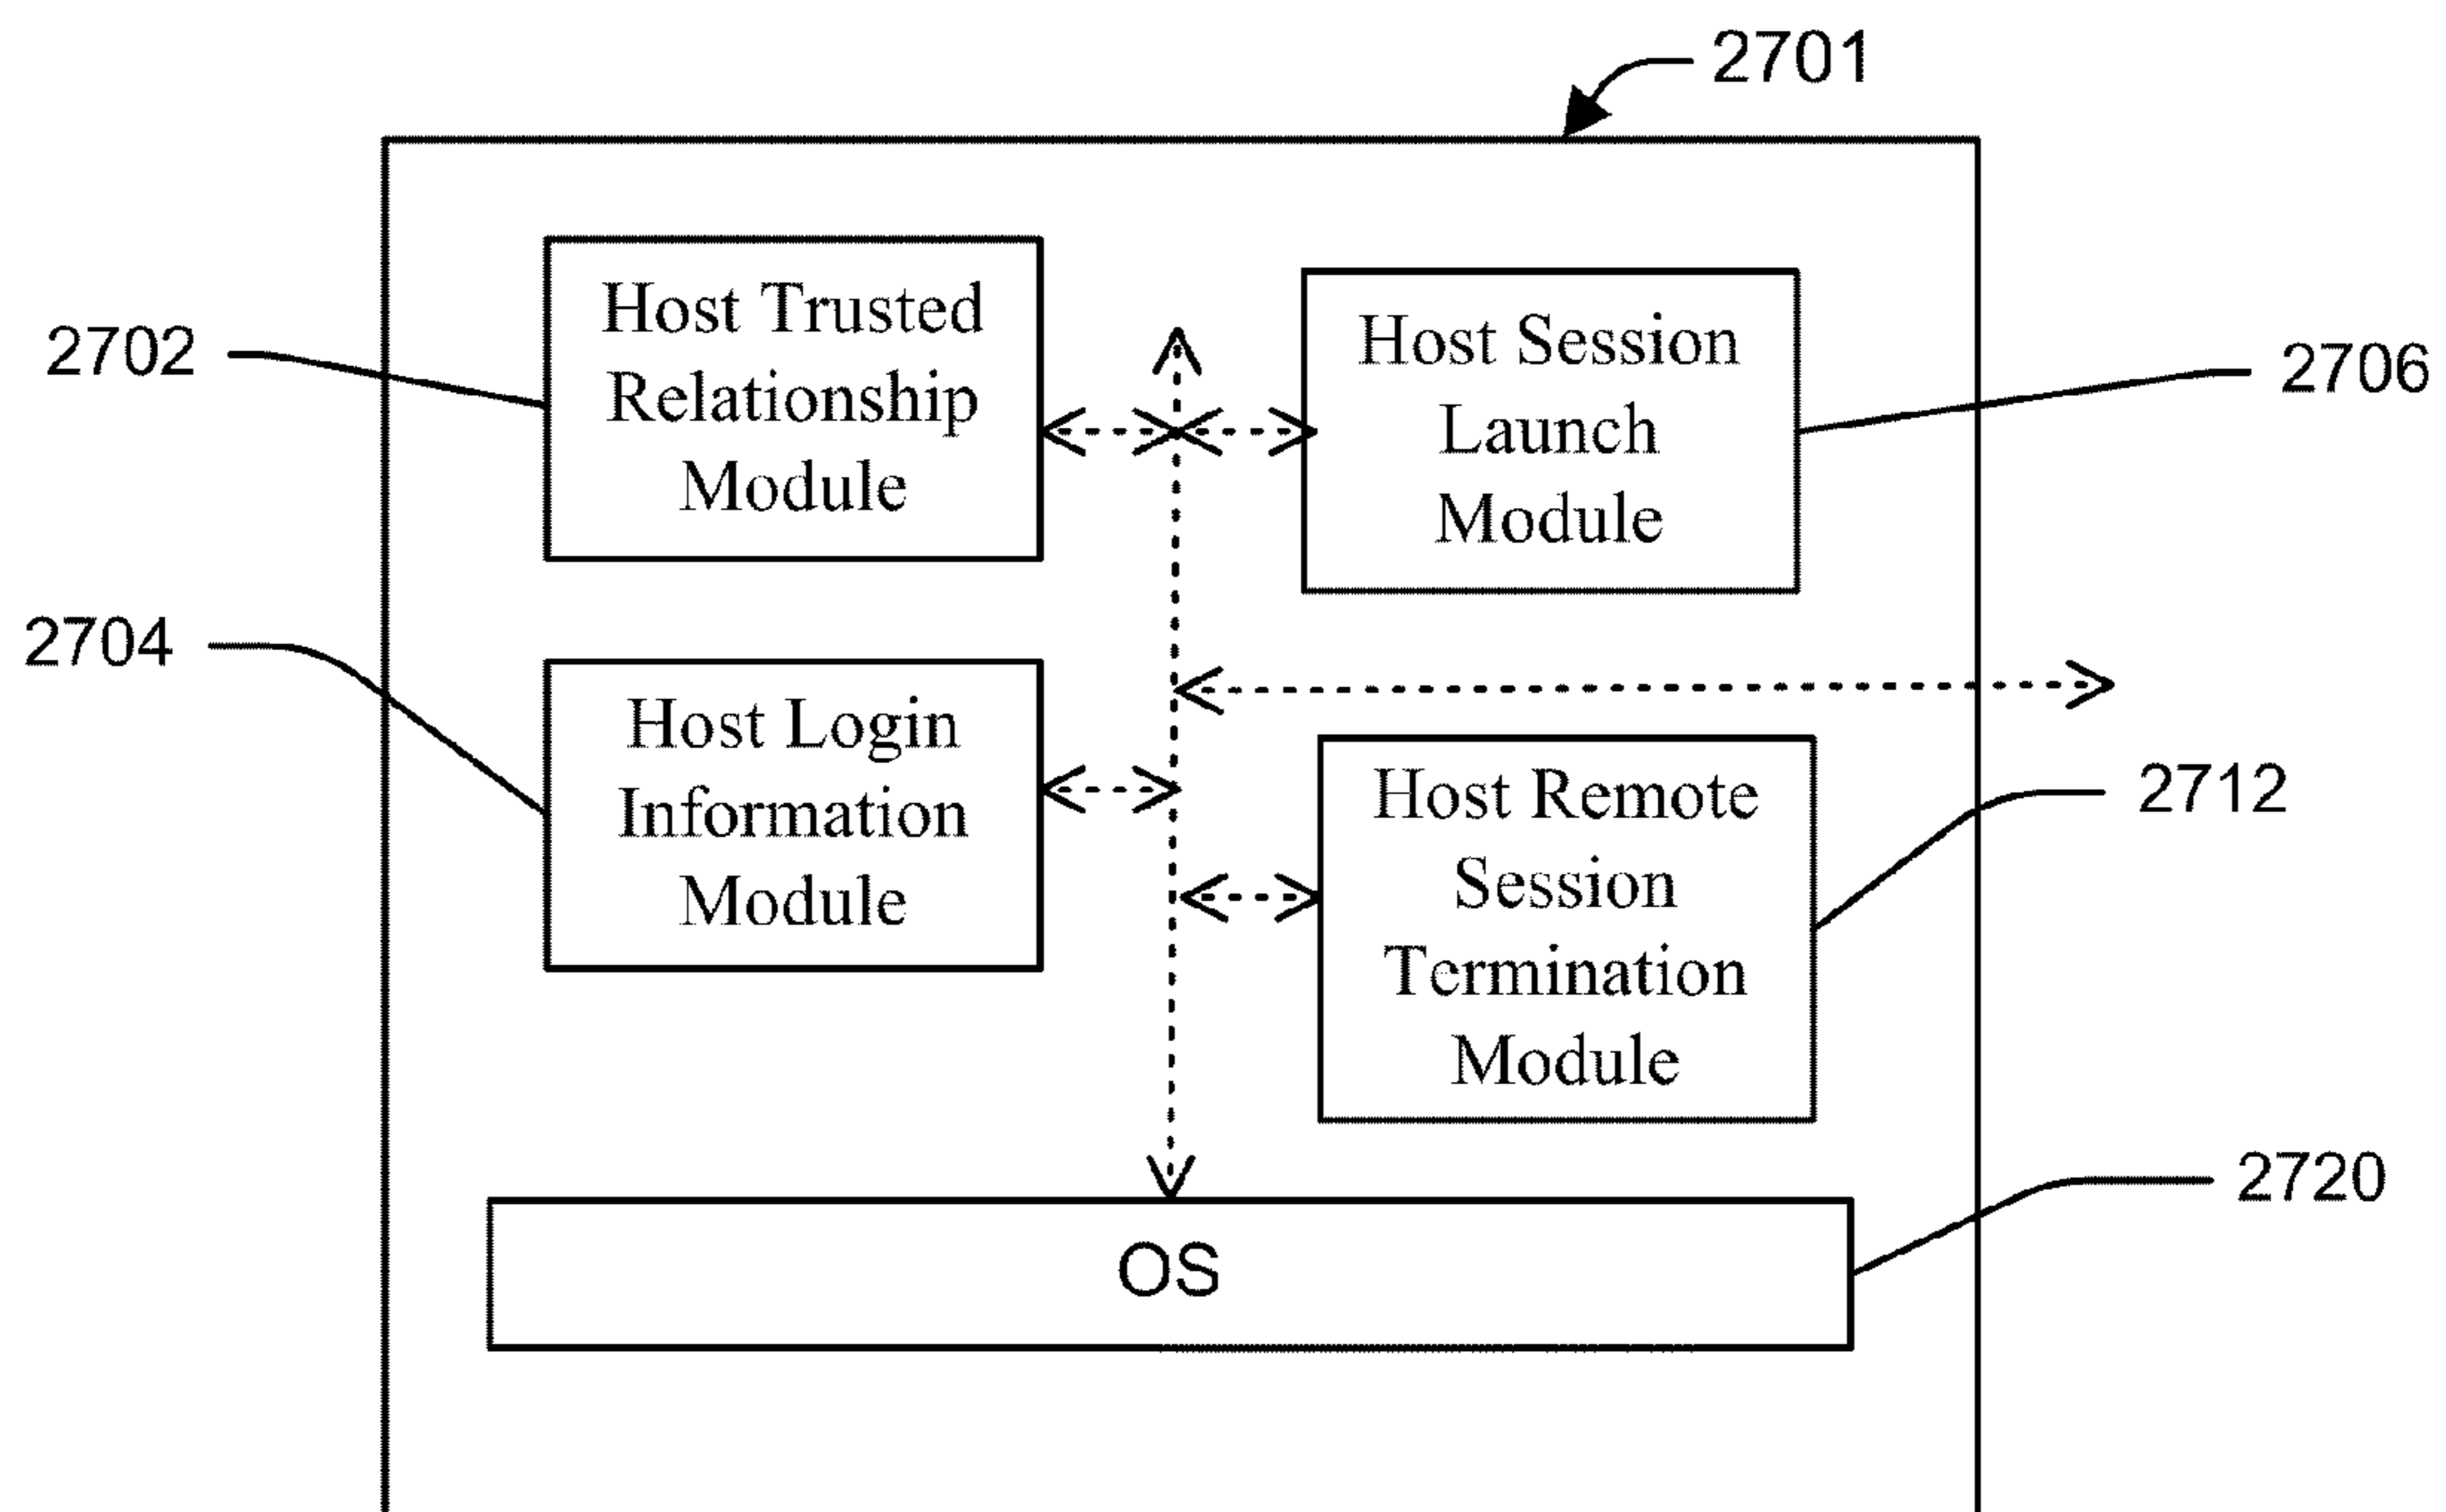 2701
Host Trusted
Relationship
Module
2702
Host Session
Launch
Module
2706
2704
Host Login
Information
Module
Host Remote
Session
Termination
Module
2712
2720
OS